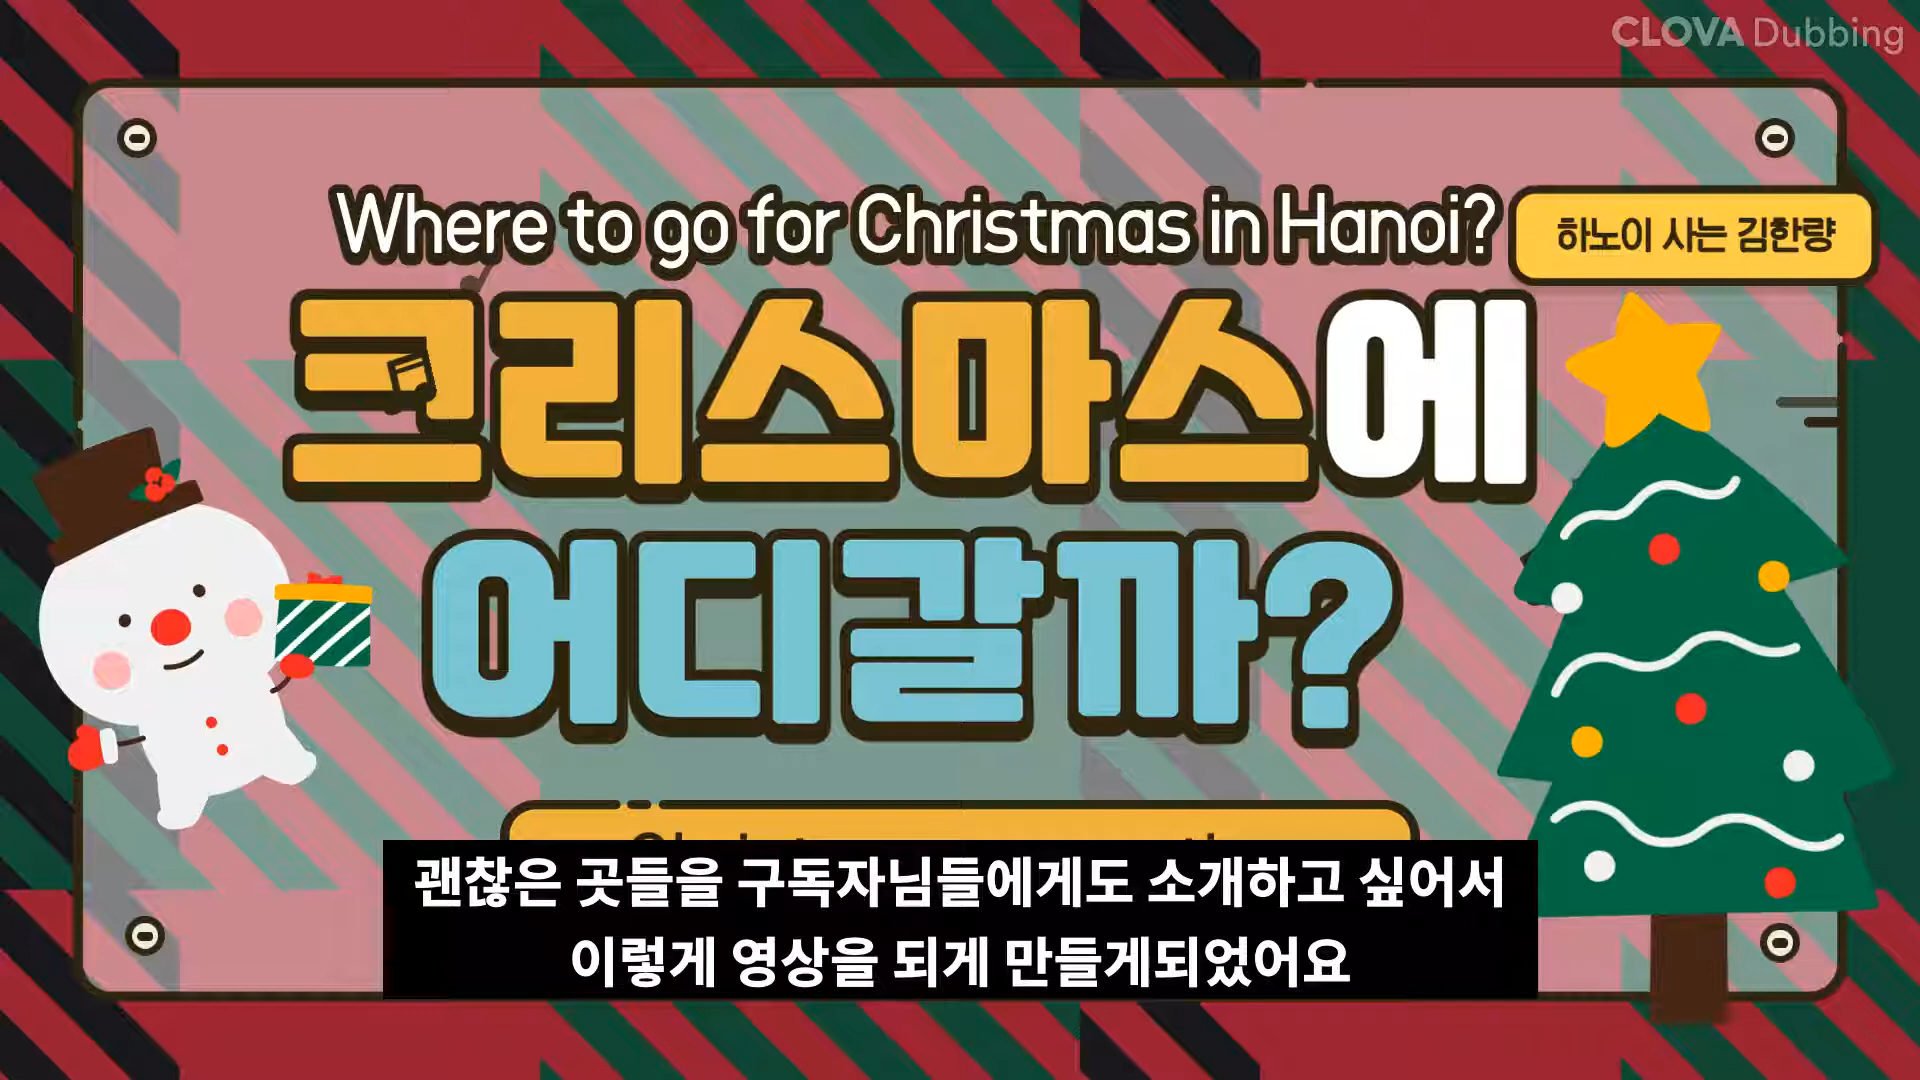 CLOVA Dubbing
Where to go for Christmas in Hanoi?
하노이 사는 김한량
크리스마스에
어디갈까?
괜찮은 곳들을 구독자님들에게도 소개하고 싶어서
이렇게 영상을 되게 만들게되었어요